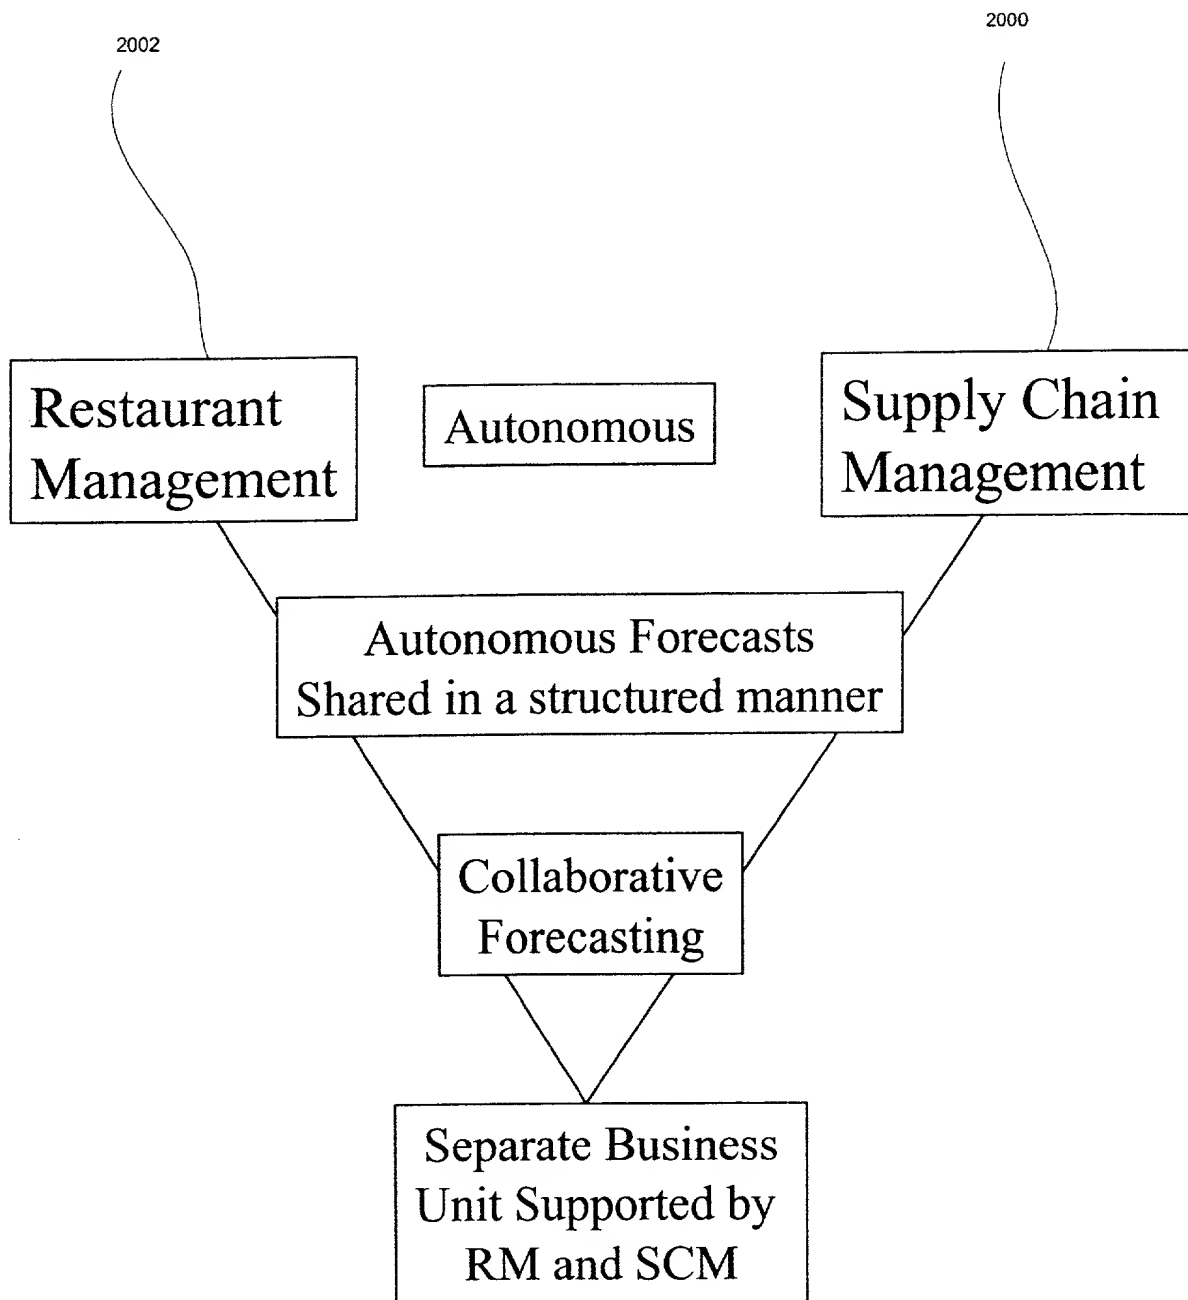 2002
2000
Restaurant
Management
Autonomous
Supply Chain
Management
Autonomous Forecasts
Shared in a structured manner
Collaborative
Forecasting
Separate Business
Unit Supported by
RM and SCM